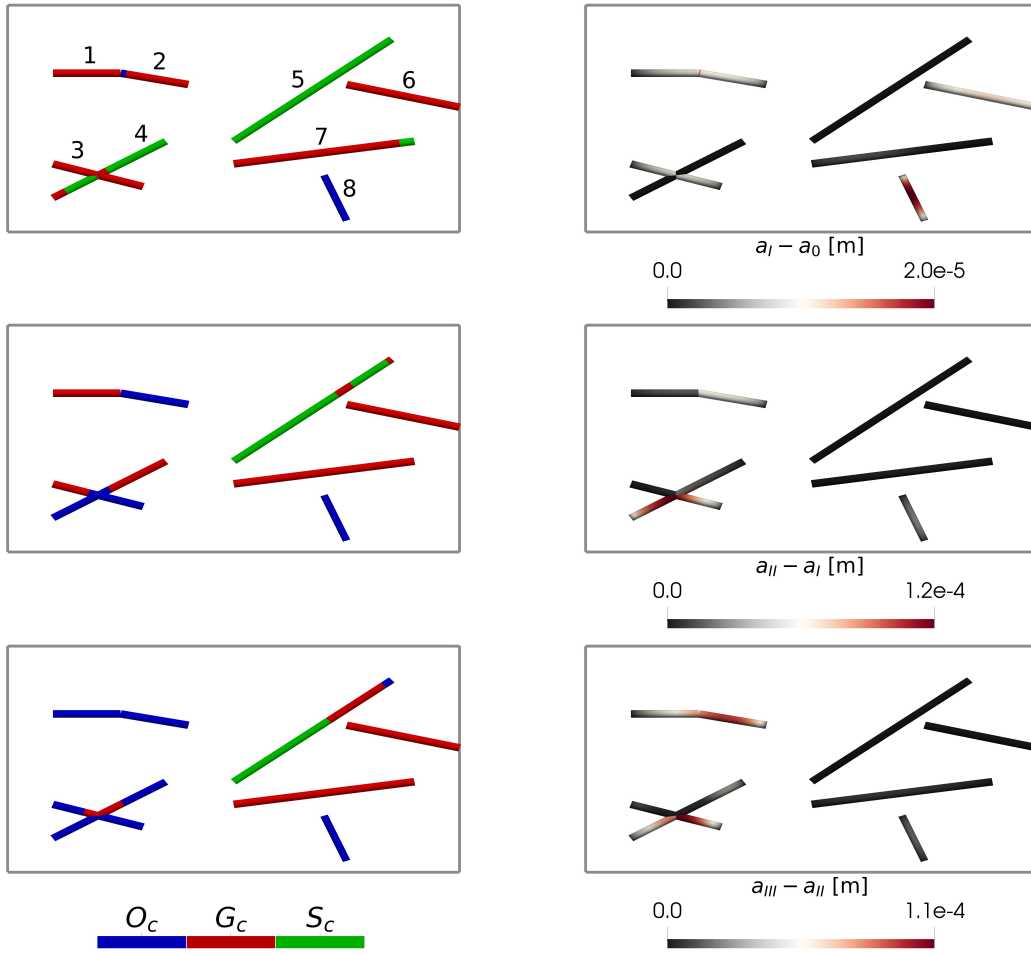 1
2
3
4
5
6
7
8
a_I − a_0 [m]
0.0
2.0e-5
a_II − a_I [m]
0.0
1.2e-4
a_III − a_II [m]
0.0
1.1e-4
O_c
G_c
S_c